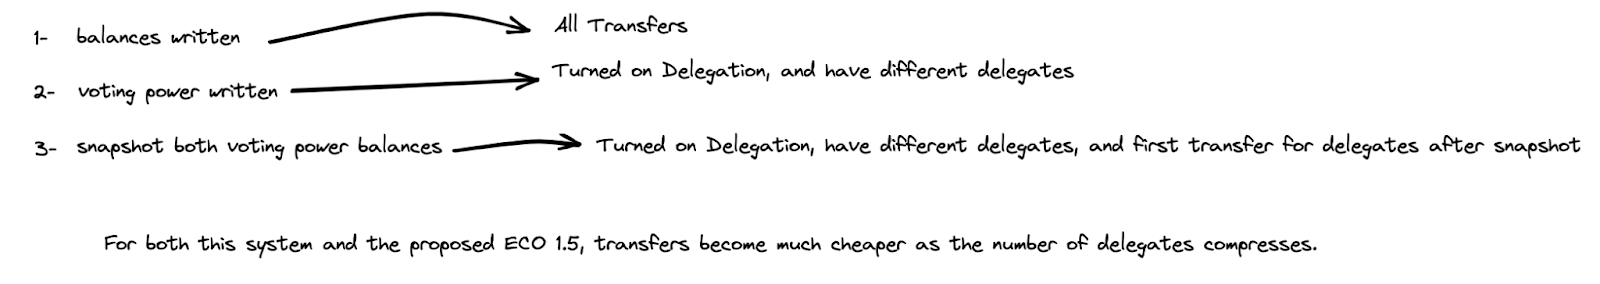 1- balances written All Transfers
2- voting power written Turned on Delegation, and have different delegates
3- snapshot both voting power balances Turned on Delegation, have different delegates, and first transfer for delegates after snapshot
For both this system and the proposed ECO 1.5, transfers become much cheaper as the number of delegates compresses.